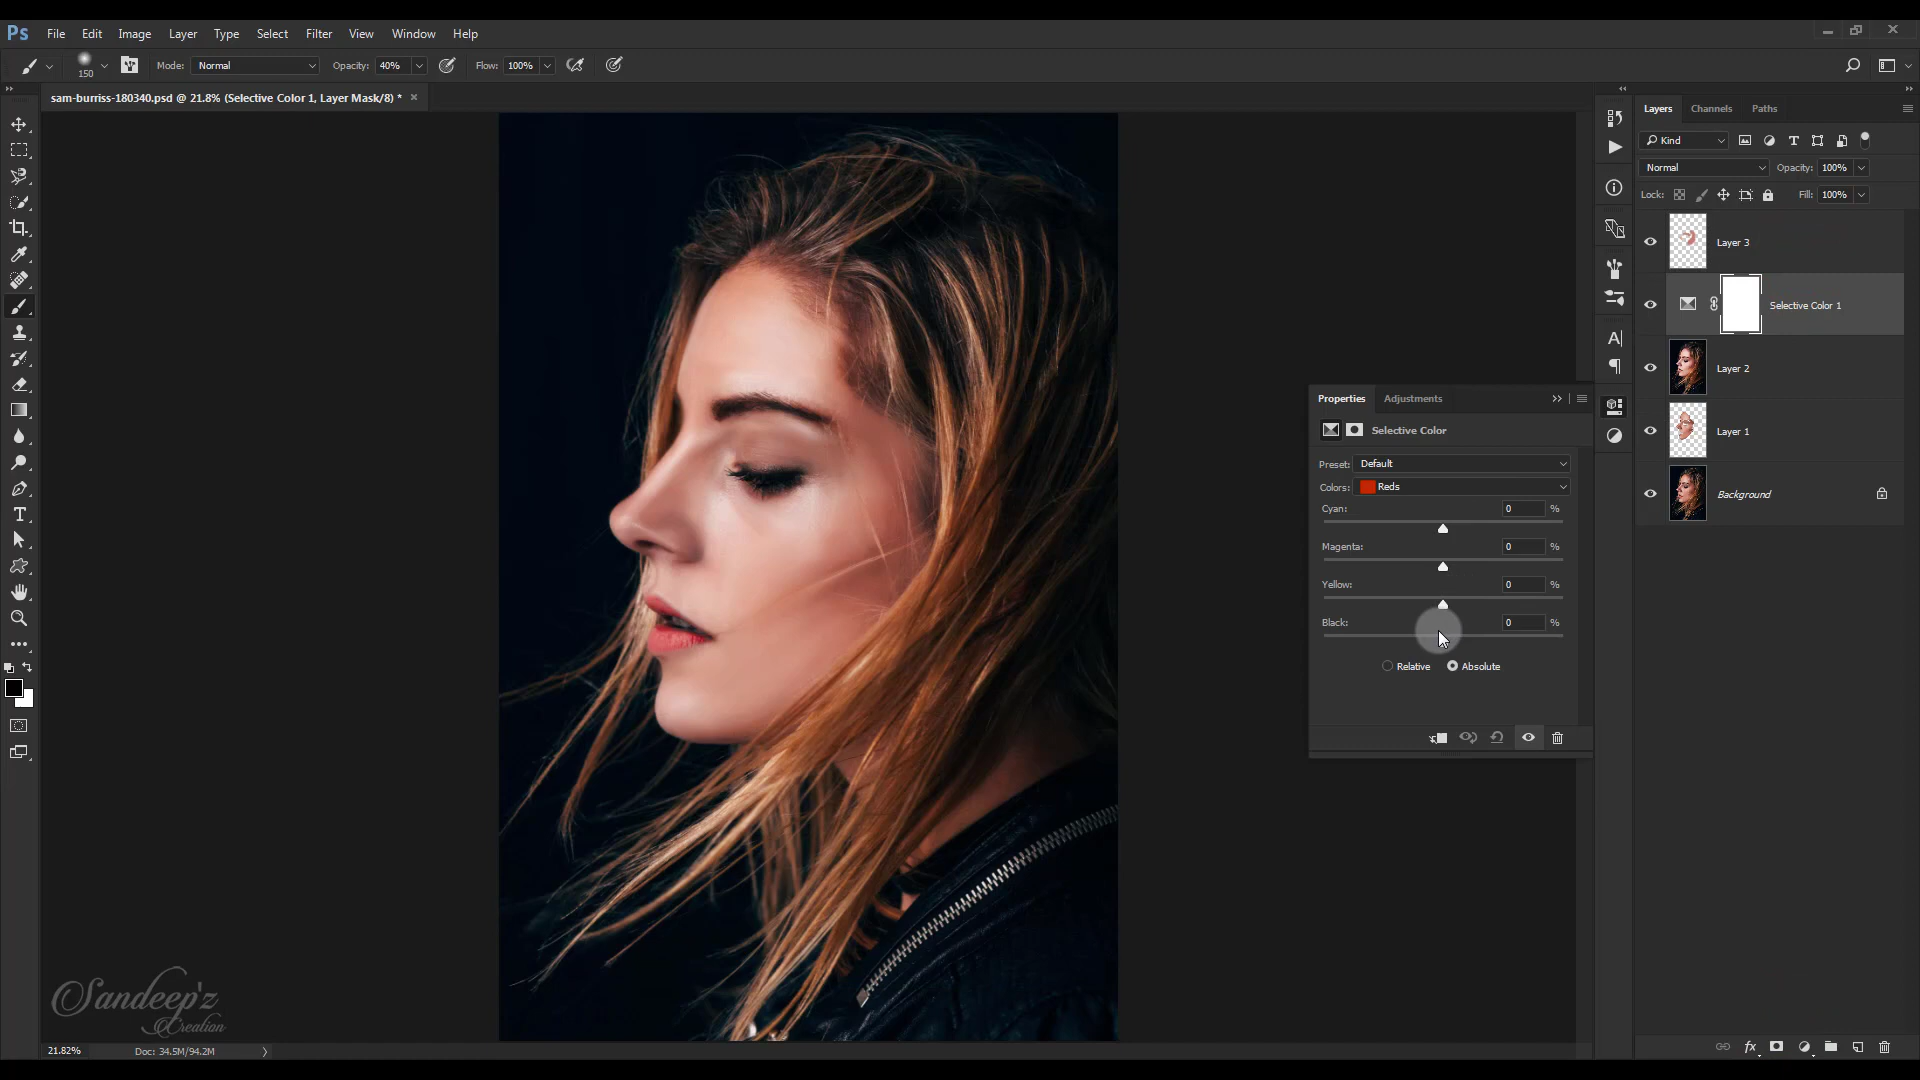 Ps File Edit Image Layer Type Select Filter View Window Help
150 Mode: Normal Opacity: 40% Flow: 100%
sam-burriss-180340.psd @ 21.8% (Selective Color 1, Layer Mask/8) *
Layers Channels Paths
Kind
Normal Opacity: 100%
Lock: Fill: 100%
Layer 3
Selective Color 1
Layer 2
Layer 1
Background
Properties Adjustments
Selective Color
Preset: Default
Colors: Reds
Cyan: 0 %
Magenta: 0 %
Yellow: 0 %
Black: 0 %
Relative Absolute
Sandeep'z
Creation
21.82% Doc: 34.5M/94.2M